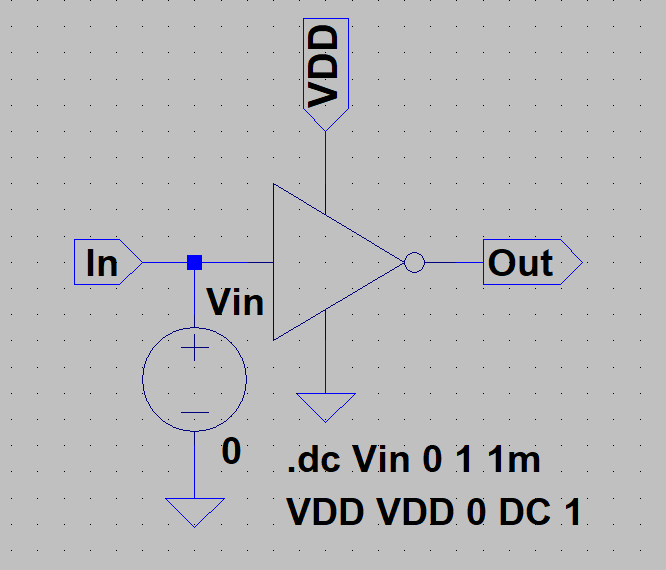 VDD
In
Out
Vin
0
.dc Vin 0 1 1m
VDD VDD 0 DC 1